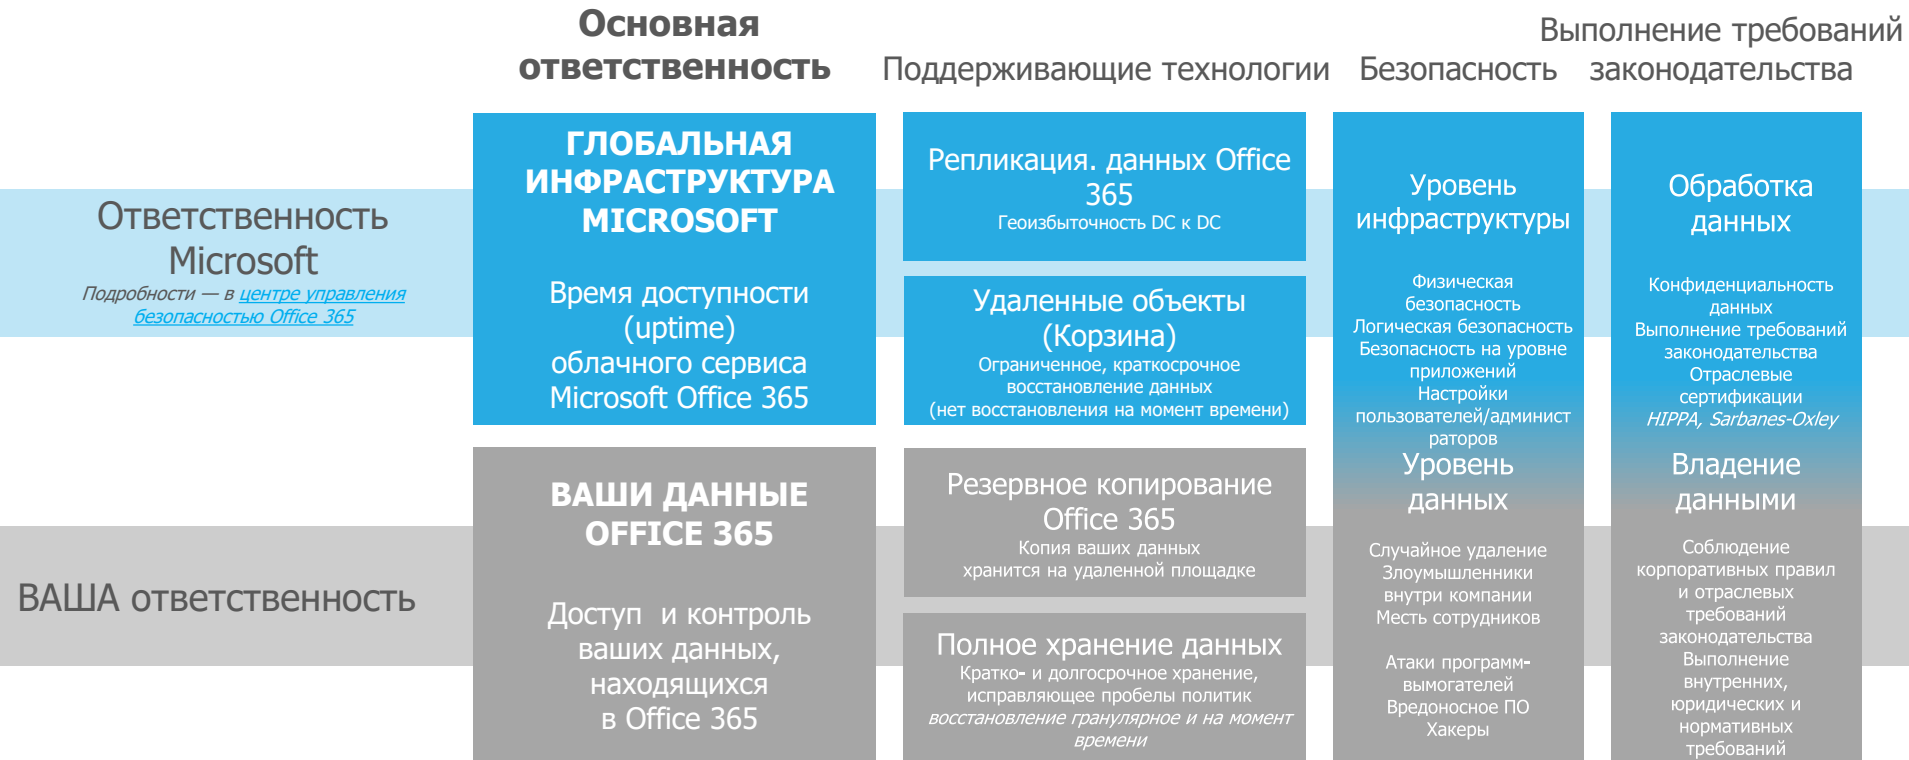 Основная
ответственность
Поддерживающие технологии
Безопасность
Выполнение требований
законодательства
Ответственность
Microsoft
Подробности — в центре управления
безопасностью Office 365
ГЛОБАЛЬНАЯ
ИНФРАСТРУКТУРА
MICROSOFT
Время доступности
(uptime)
облачного сервиса
Microsoft Office 365
Репликация. данных Office
365
Геоизбыточность DC к DC
Удаленные объекты
(Корзина)
Ограниченное, краткосрочное
восстановление данных
(нет восстановления на момент времени)
Уровень
инфраструктуры
Физическая
безопасность
Логическая безопасность
Безопасность на уровне
приложений
Настройки
пользователей/админист
раторов
Обработка
данных
Конфиденциальность
данных
Выполнение требований
законодательства
Отраслевые
сертификации
HIPPA, Sarbanes-Oxley
ВАША ответственность
ВАШИ ДАННЫЕ
OFFICE 365
Доступ и контроль
ваших данных,
находящихся
в Office 365
Резервное копирование
Office 365
Копия ваших данных
хранится на удаленной площадке
Полное хранение данных
Кратко- и долгосрочное хранение,
исправляющее пробелы политик
восстановление гранулярное и на момент
времени
Уровень
данных
Случайное удаление
Злоумышленники
внутри компании
Месть сотрудников
Атаки программ-
вымогателей
Вредоносное ПО
Хакеры
Владение
данными
Соблюдение
корпоративных правил
и отраслевых
требований
законодательства
Выполнение
внутренних,
юридических и
нормативных
требований